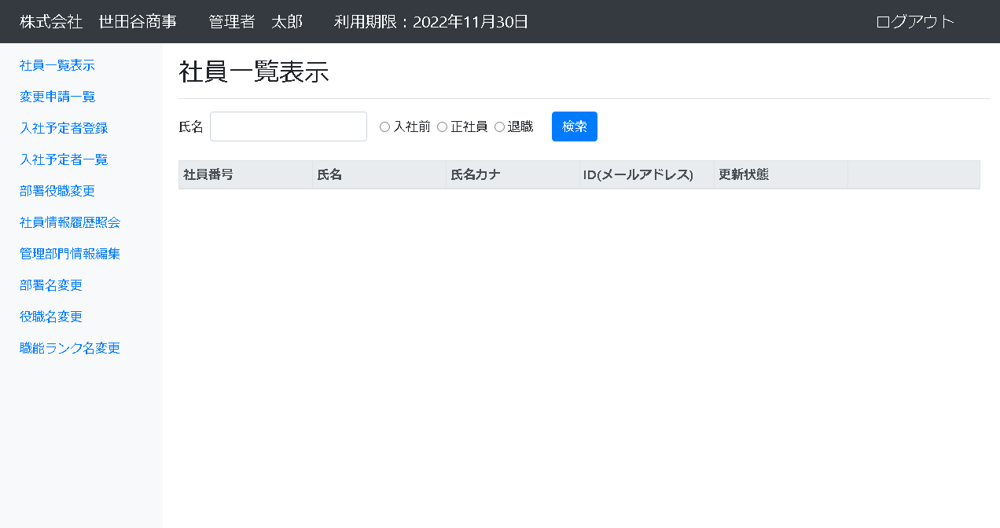 株式会社　世田谷商事　　管理者　太郎　　利用期限：2022年11月30日　ログアウト
社員一覧表示
変更申請一覧
入社予定者登録
入社予定者一覧
部署役職変更
社員情報履歴照会
管理部門情報編集
部署名変更
役職名変更
職能ランク名変更
社員一覧表示
氏名　入社前　正社員　退職　検索
社員番号　氏名　氏名カナ　ID(メールアドレス)　更新状態